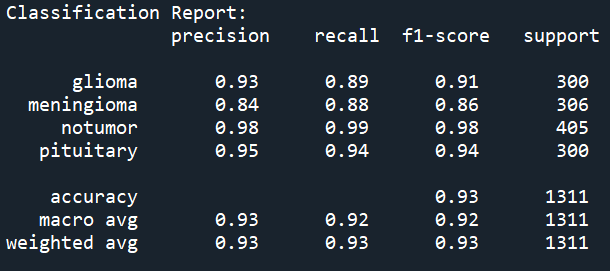 Classification Report:
precision recall f1-score support
glioma 0.93 0.89 0.91 300
meningioma 0.84 0.88 0.86 306
notumor 0.98 0.99 0.98 405
pituitary 0.95 0.94 0.94 300
accuracy 0.93 1311
macro avg 0.93 0.92 0.92 1311
weighted avg 0.93 0.93 0.93 1311